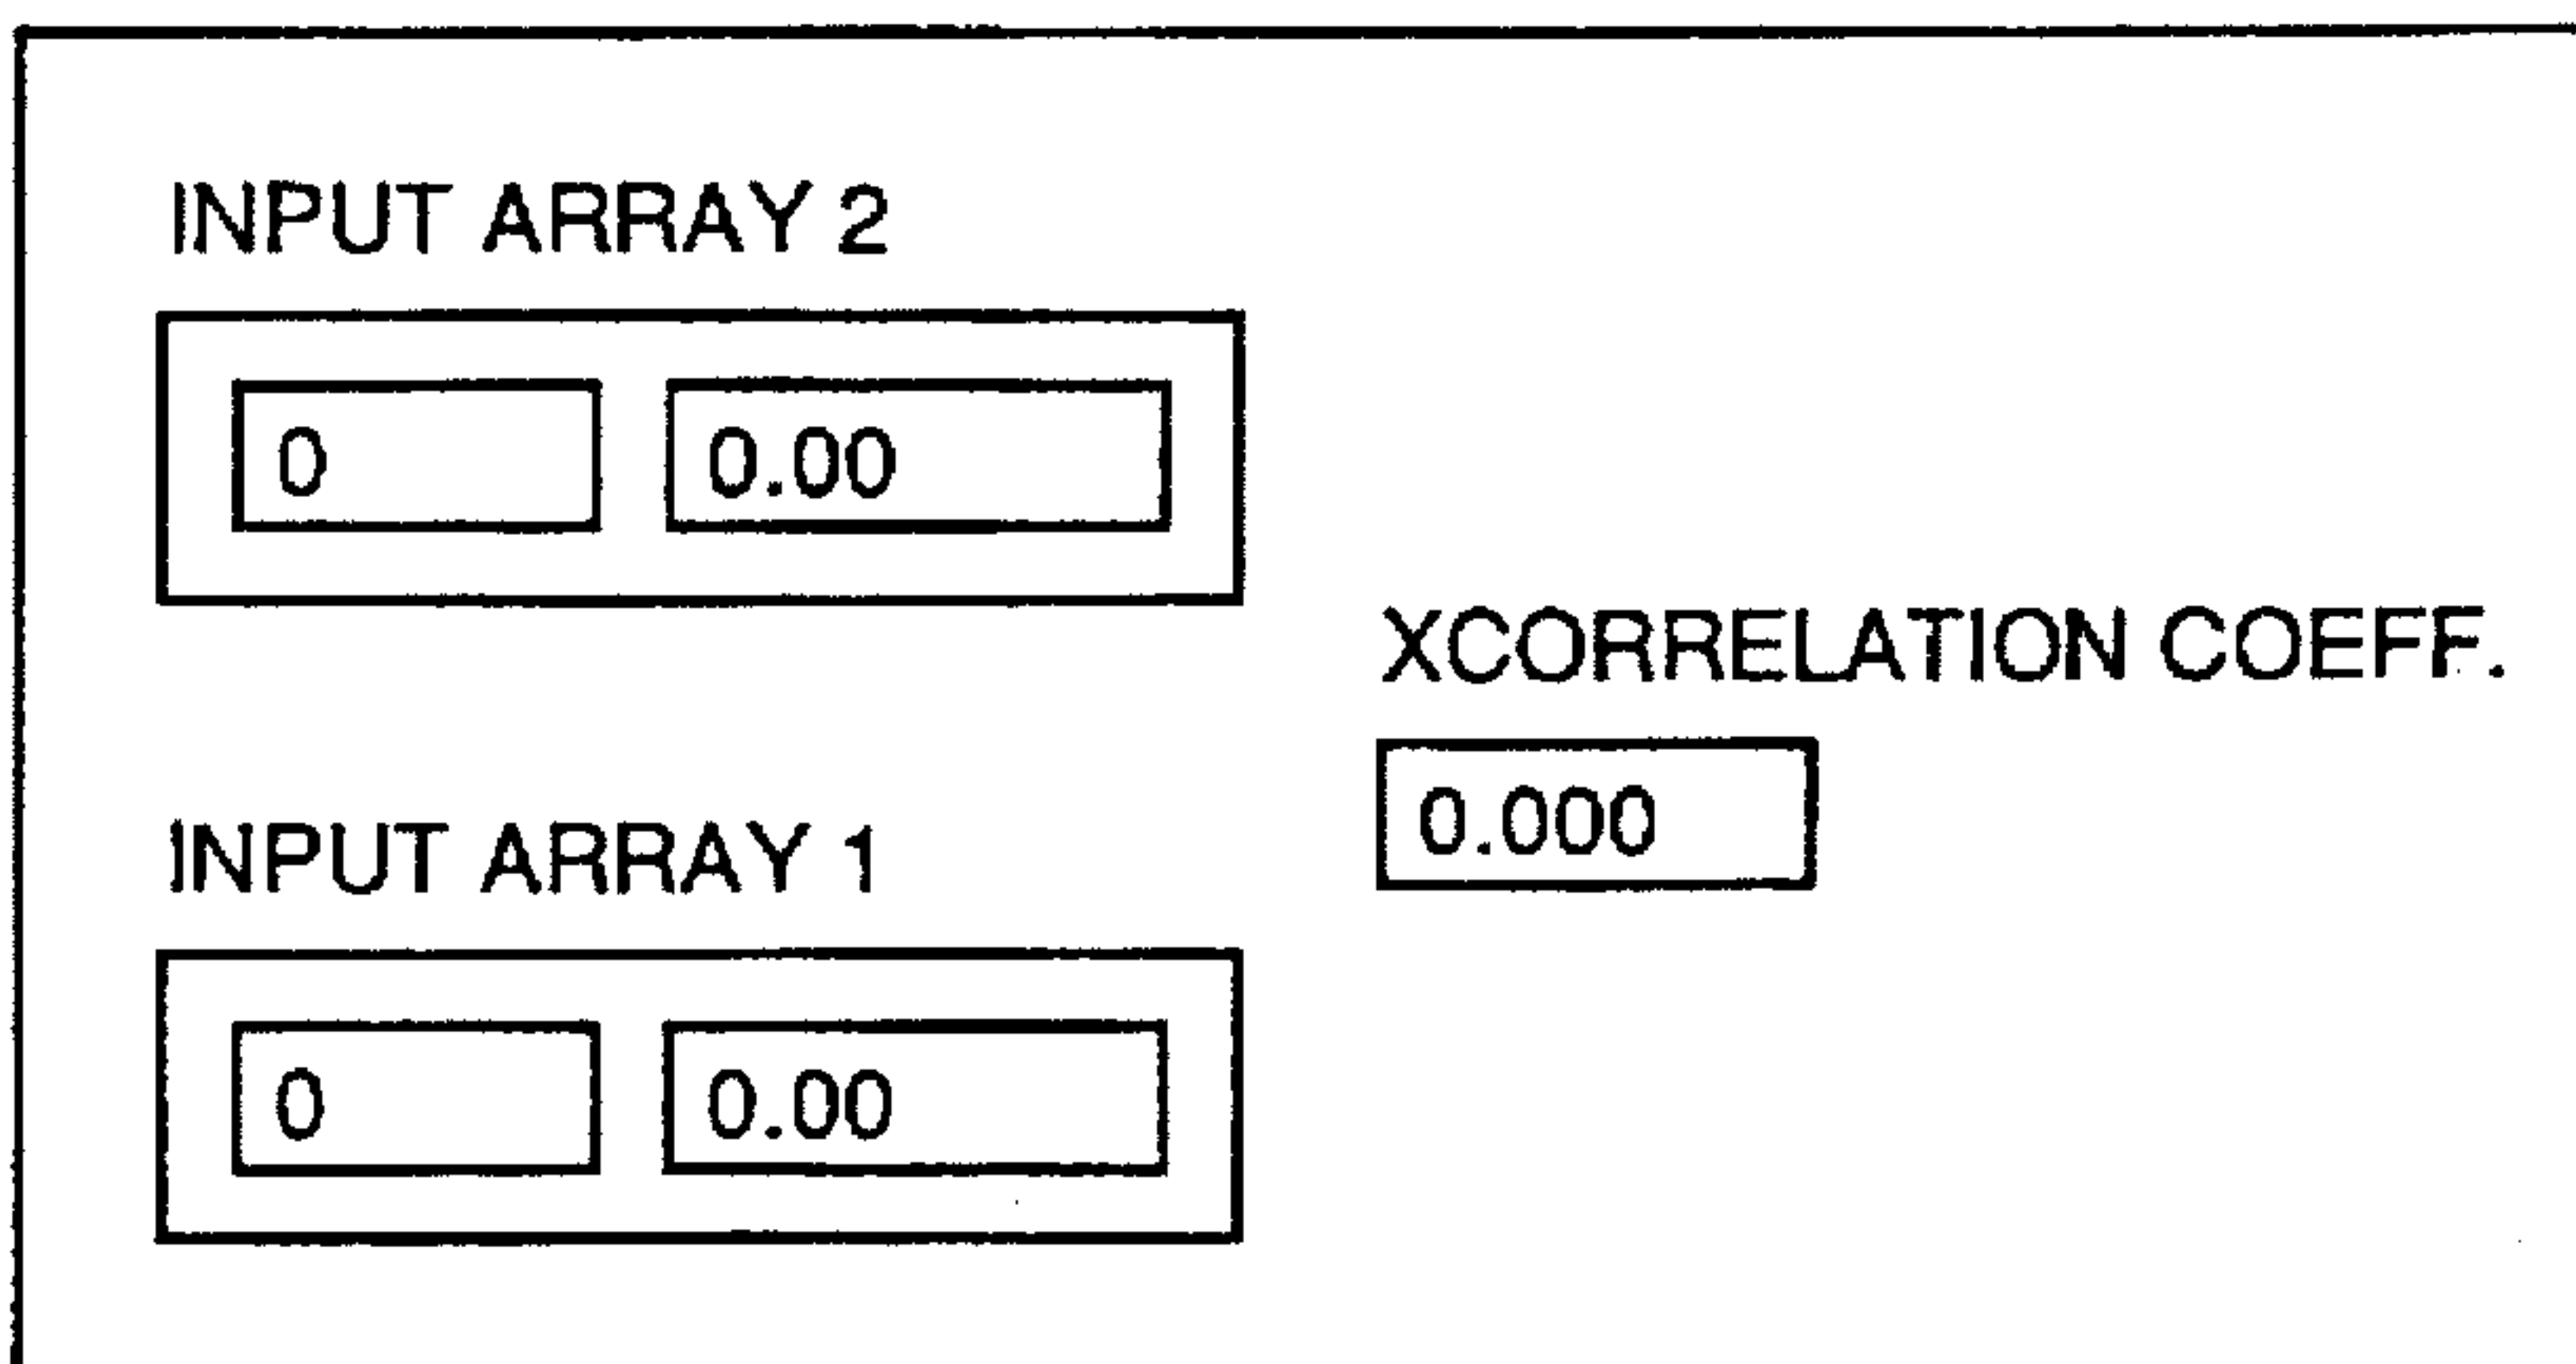 INPUT ARRAY 2
0 0.00
XCORRELATION COEFF.
0.000
INPUT ARRAY 1
0 0.00